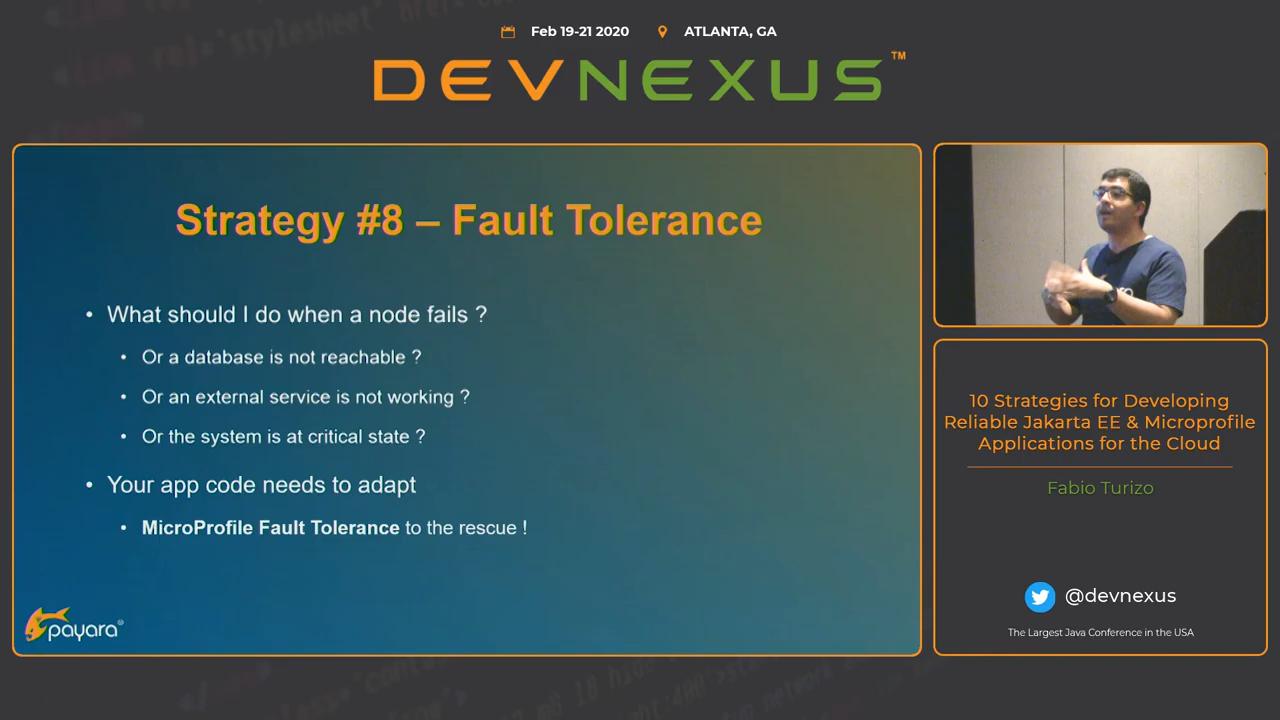 Feb 19-21 2020
ATLANTA, GA
DEVNEXUS™
Strategy #8 – Fault Tolerance
• What should I do when a node fails ?
• Or a database is not reachable ?
• Or an external service is not working ?
• Or the system is at critical state ?
• Your app code needs to adapt
• MicroProfile Fault Tolerance to the rescue !
payara®
10 Strategies for Developing
Reliable Jakarta EE & Microprofile
Applications for the Cloud
Fabio Turizo
@devnexus
The Largest Java Conference in the USA